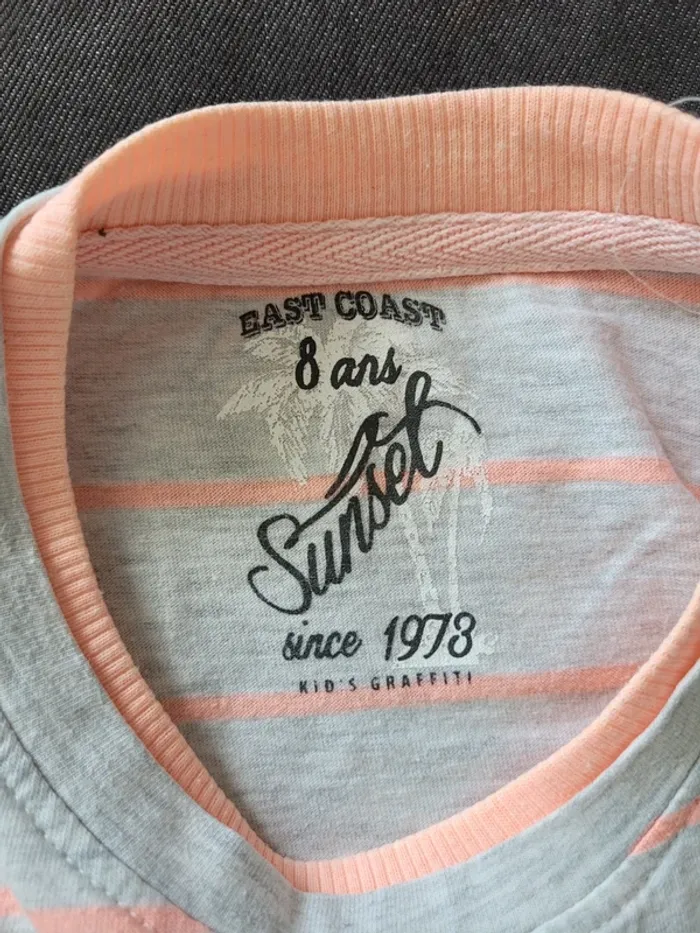 EAST COAST
8 ans
Sunset
since 1973
KiD'S GRAFFITI